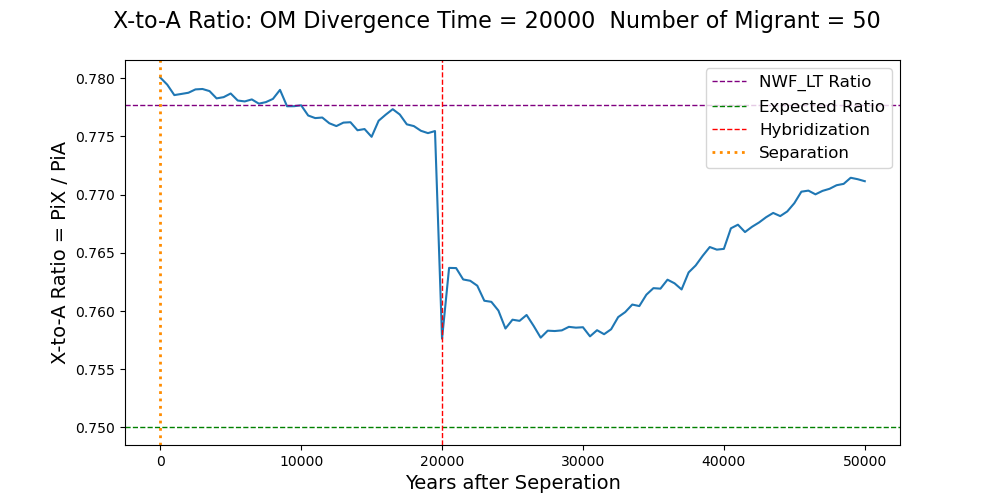 X-to-A Ratio: OM Divergence Time = 20000  Number of Migrant = 50
X-to-A Ratio = PiX / PiA
0.780
0.775
0.770
0.765
0.760
0.755
0.750
NWF_LT Ratio
Expected Ratio
Hybridization
Separation
0
10000
20000
30000
40000
50000
Years after Seperation